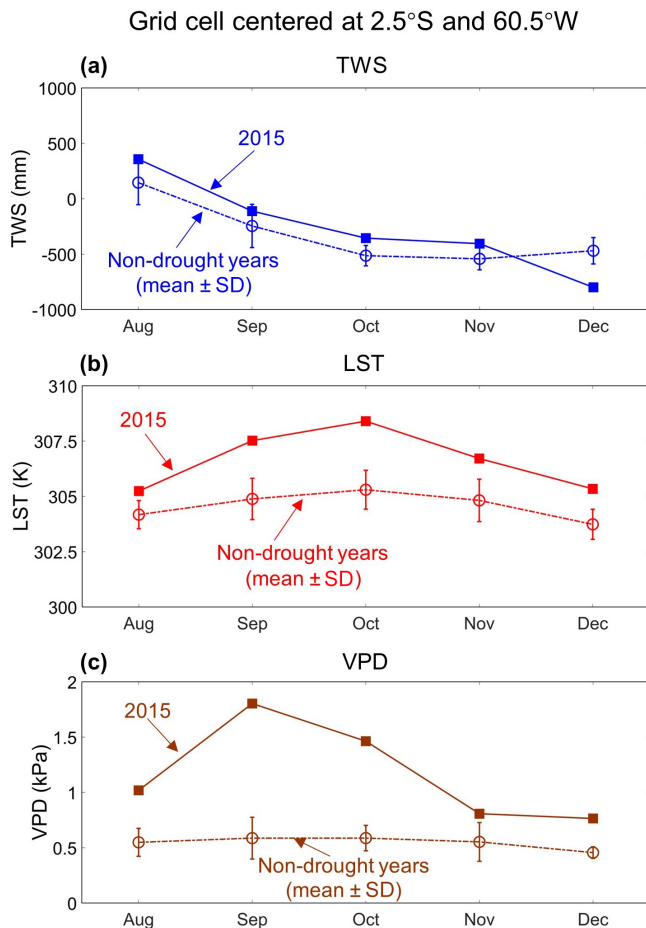 Grid cell centered at 2.5°S and 60.5°W
(a)
TWS
1000
500
0
-500
-1000
TWS (mm)
2015
Non-drought years
(mean ± SD)
Aug
Sep
Oct
Nov
Dec
(b)
LST
310
307.5
305
302.5
300
LST (K)
2015
Non-drought years
(mean ± SD)
Aug
Sep
Oct
Nov
Dec
(c)
VPD
2
1.5
1
0.5
0
VPD (kPa)
2015
Non-drought years
(mean ± SD)
Aug
Sep
Oct
Nov
Dec